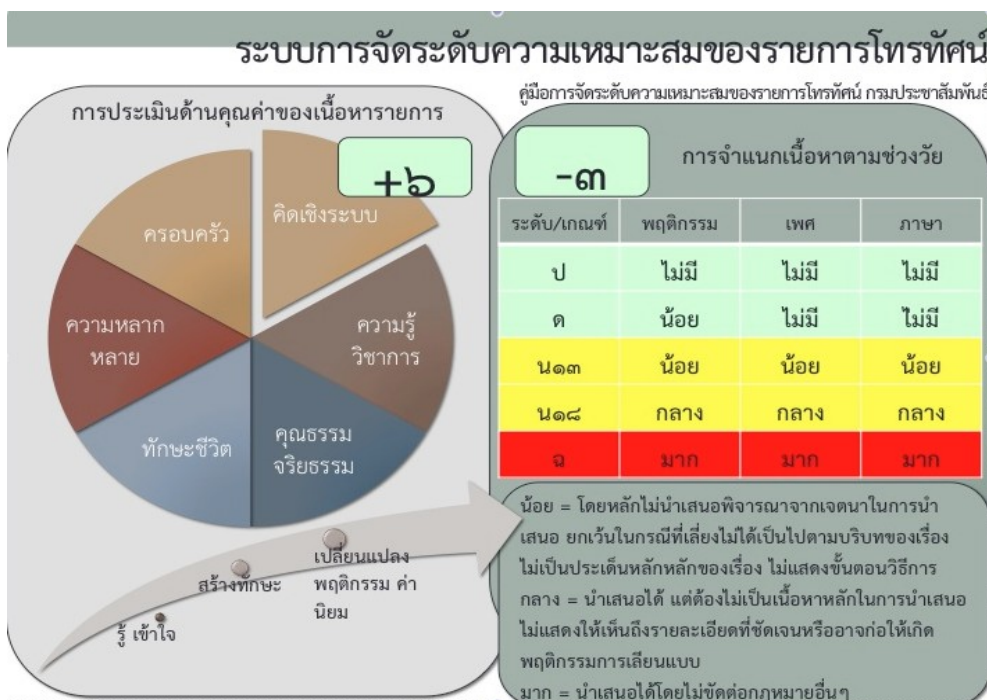 ระบบการจัดระดับความเหมาะสมของรายการโทรทัศน์
คู่มือการจัดระดับความเหมาะสมของรายการโทรทัศน์ กรมประชาสัมพันธ์
การประเมินด้านคุณค่าของเนื้อหารายการ
+๖
คิดเชิงระบบ
ครอบครัว
ความหลาก
หลาย
ความรู้
วิชาการ
ทักษะชีวิต
คุณธรรม
จริยธรรม
รู้ เข้าใจ
สร้างทักษะ
เปลี่ยนแปลง
พฤติกรรม ค่า
นิยม
-๓
การจำแนกเนื้อหาตามช่วงวัย
ระดับ/เกณฑ์ พฤติกรรม เพศ ภาษา
ป ไม่มี ไม่มี ไม่มี
ด น้อย ไม่มี ไม่มี
น๑๓ น้อย น้อย น้อย
น๑๘ กลาง กลาง กลาง
ฉ มาก มาก มาก
น้อย = โดยหลักไม่นำเสนอพิจารณาจากเจตนาในการนำ
เสนอ ยกเว้นในกรณีที่เลี่ยงไม่ได้เป็นไปตามบริบทของเรื่อง
ไม่เป็นประเด็นหลักหลักของเรื่อง ไม่แสดงขั้นตอนวิธีการ
กลาง = นำเสนอได้ แต่ต้องไม่เป็นเนื้อหาหลักในการนำเสนอ
ไม่แสดงให้เห็นถึงรายละเอียดที่ชัดเจนหรืออาจก่อให้เกิด
พฤติกรรมการเลียนแบบ
มาก = นำเสนอได้โดยไม่ขัดต่อกฎหมายอื่นๆ